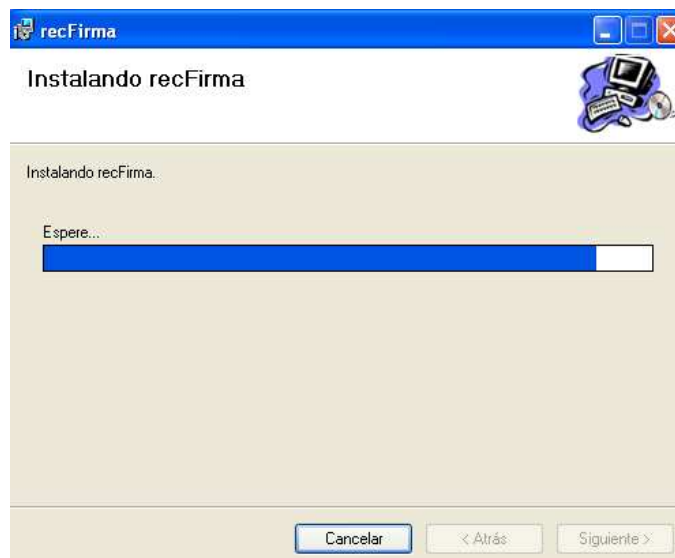 recFirma
Instalando recFirma
Instalando recFirma.
Espere...
Cancelar
< Atrás
Siguiente >